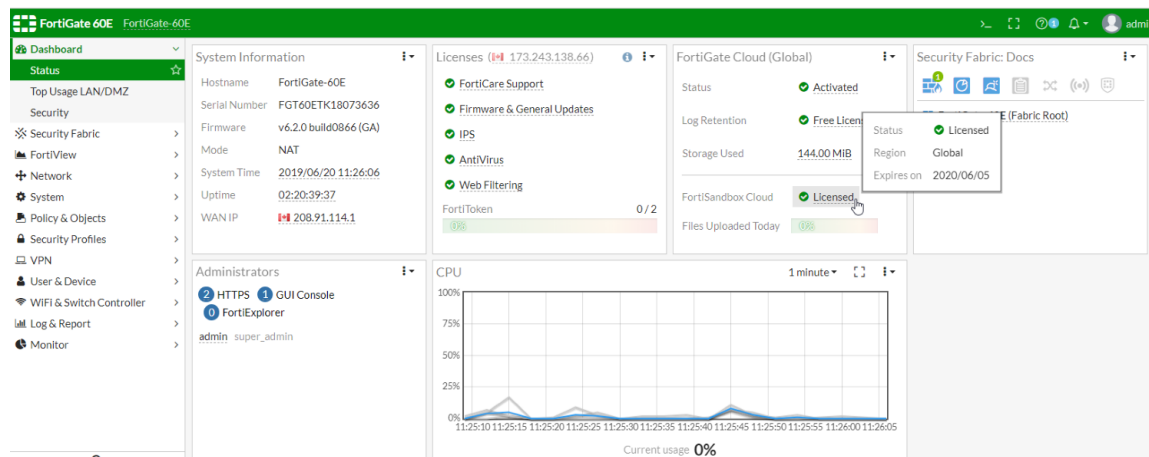 FortiGate 60E FortiGate-60E
>_ 1 admi
Dashboard
Status
Top Usage LAN/DMZ
Security
Security Fabric
FortiView
Network
System
Policy & Objects
Security Profiles
VPN
User & Device
WiFi & Switch Controller
Log & Report
Monitor
System Information
Hostname FortiGate-60E
Serial Number FGT60ETK18073636
Firmware v6.2.0 build0866 (GA)
Mode NAT
System Time 2019/06/20 11:26:06
Uptime 02:20:39:37
WAN IP 208.91.114.1
Licenses (173.243.138.66)
FortiCare Support
Firmware & General Updates
IPS
AntiVirus
Web Filtering
FortiToken 0 / 2
0%
FortiGate Cloud (Global)
Status Activated
Log Retention Free Licen
Storage Used 144.00 MiB
FortiSandbox Cloud Licensed
Files Uploaded Today 0%
Status Licensed
Region Global
Expires on 2020/06/05
Security Fabric: Docs
1
E (Fabric Root)
Administrators
2 HTTPS 1 GUI Console
0 FortiExplorer
admin super_admin
CPU 1 minute
100%
75%
50%
25%
0%
11:25:10 11:25:15 11:25:20 11:25:25 11:25:30 11:25:35 11:25:40 11:25:45 11:25:50 11:25:55 11:26:00 11:26:05
Current usage 0%